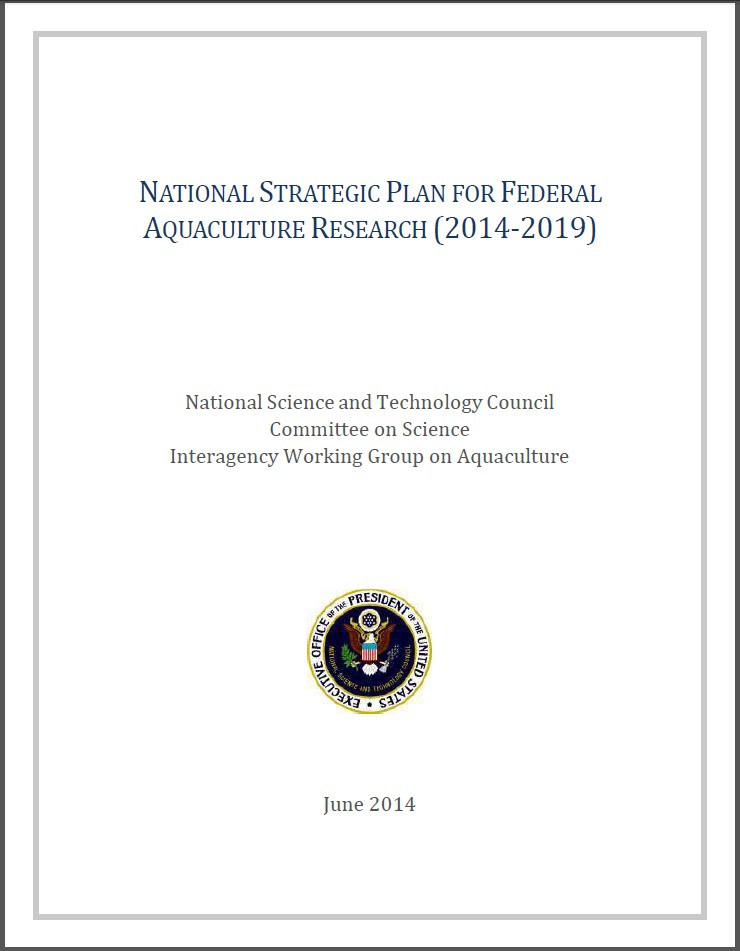 NATIONAL STRATEGIC PLAN FOR FEDERAL
AQUACULTURE RESEARCH (2014-2019)
National Science and Technology Council
Committee on Science
Interagency Working Group on Aquaculture
EXECUTIVE OFFICE OF THE PRESIDENT OF THE UNITED STATES
NATIONAL SCIENCE AND TECHNOLOGY COUNCIL
June 2014